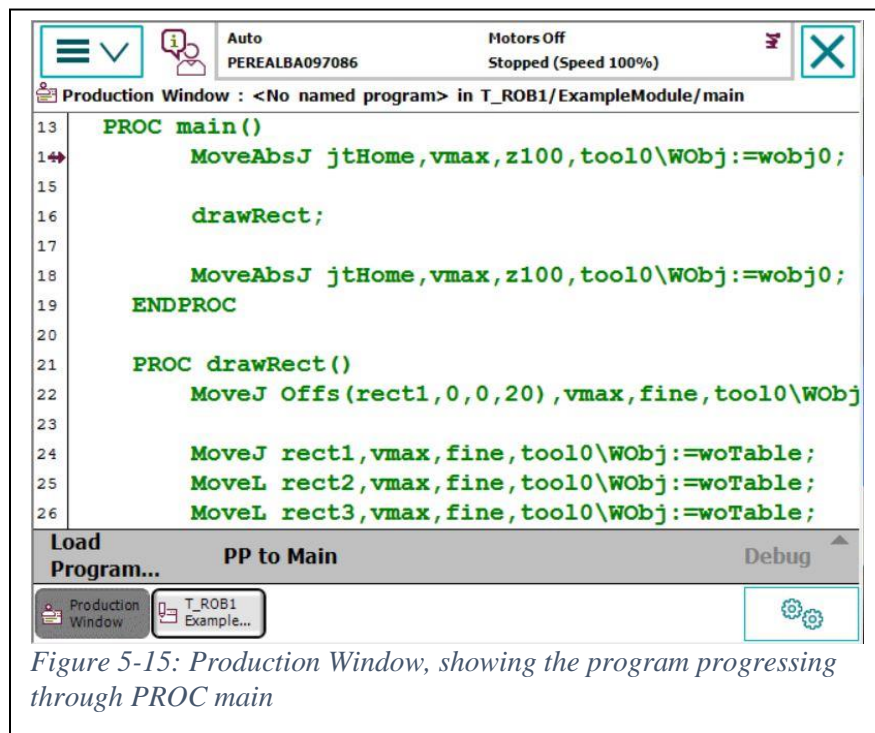 Auto
Motors Off
PEREALBA097086
Stopped (Speed 100%)
Production Window : <No named program> in T_ROB1/ExampleModule/main
13 PROC main()
14 MoveAbsJ jtHome,vmax,z100,tool0\WObj:=wobj0;
15
16 drawRect;
17
18 MoveAbsJ jtHome,vmax,z100,tool0\WObj:=wobj0;
19 ENDPROC
20
21 PROC drawRect()
22 MoveJ Offs(rect1,0,0,20),vmax,fine,tool0\WObj
23
24 MoveJ rect1,vmax,fine,tool0\WObj:=woTable;
25 MoveL rect2,vmax,fine,tool0\WObj:=woTable;
26 MoveL rect3,vmax,fine,tool0\WObj:=woTable;
Load
Program...
PP to Main
Debug
Production
Window
T_ROB1
Example...
Figure 5-15: Production Window, showing the program progressing
through PROC main